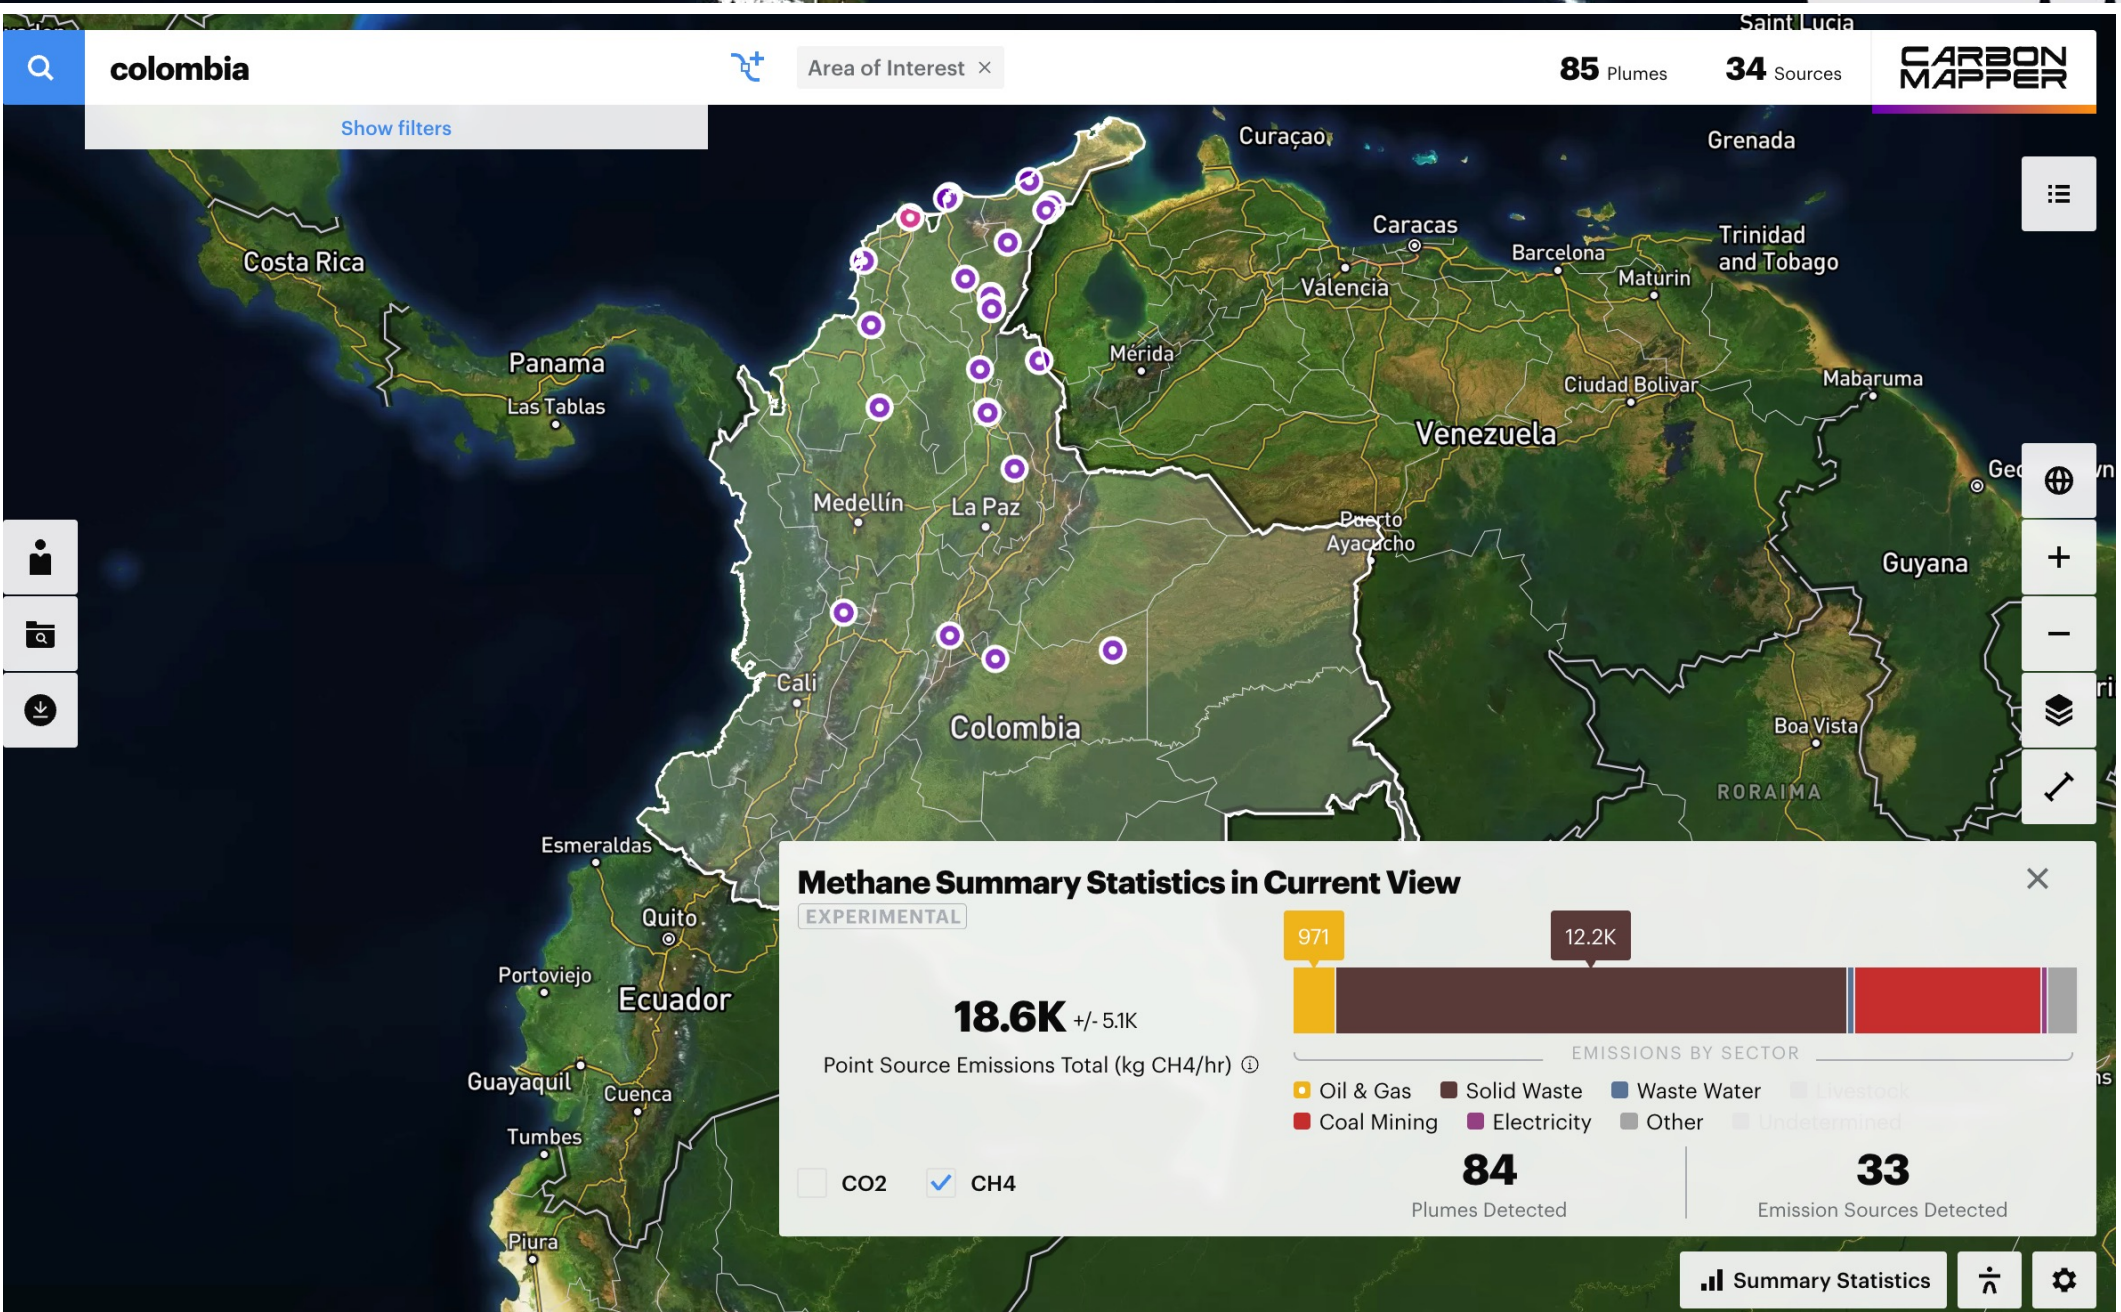 Saint Lucia
colombia
Area of Interest ×
85 Plumes
34 Sources
CARBON
MAPPER
Show filters
Curaçao
Grenada
Costa Rica
Caracas
Barcelona
Trinidad
and Tobago
Valencia
Maturin
Panama
Mérida
Las Tablas
Ciudad Bolivar
Mabaruma
Venezuela
Medellín
La Paz
Puerto
Ayacucho
Guyana
Cali
Colombia
Boa Vista
RORAIMA
Esmeraldas
Quito
Portoviejo
Ecuador
Guayaquil
Cuenca
Tumbes
Piura
Methane Summary Statistics in Current View
EXPERIMENTAL
971
12.2K
18.6K +/- 5.1K
Point Source Emissions Total (kg CH4/hr)
EMISSIONS BY SECTOR
Oil & Gas
Solid Waste
Waste Water
Livestock
Coal Mining
Electricity
Other
Undetermined
CO2
CH4
84
Plumes Detected
33
Emission Sources Detected
Summary Statistics